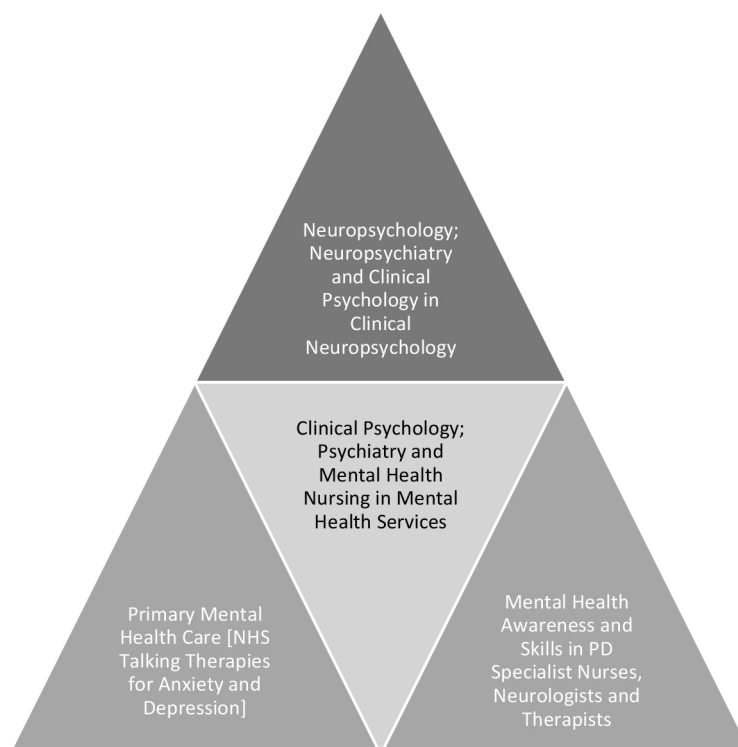 Neuropsychology;
Neuropsychiatry
and Clinical
Psychology in
Clinical
Neuropsychology
Clinical Psychology;
Psychiatry and
Mental Health
Nursing in Mental
Health Services
Primary Mental
Health Care [NHS
Talking Therapies
for Anxiety and
Depression]
Mental Health
Awareness and
Skills in PD
Specialist Nurses,
Neurologists and
Therapists